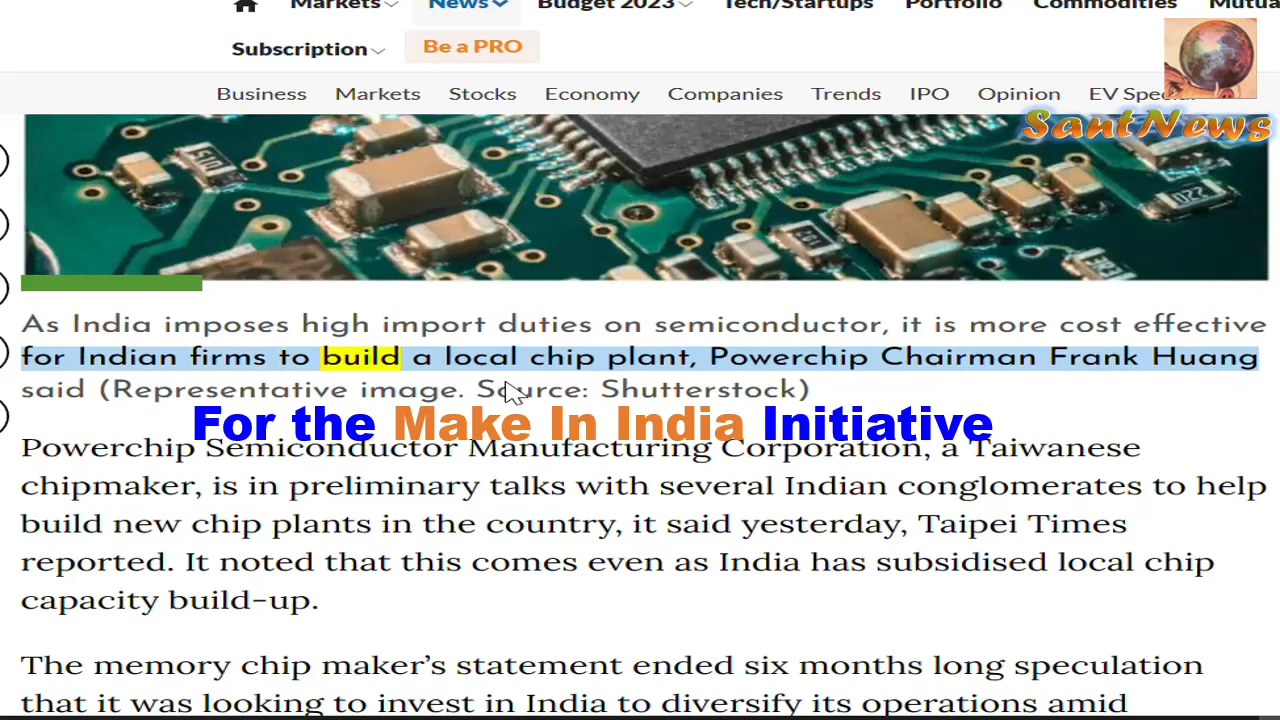 Markets News Budget 2023 Tech/Startups Portfolio Commodities
Subscription Be a PRO
Business Markets Stocks Economy Companies Trends IPO Opinion EV
SantNews
As India imposes high import duties on semiconductor, it is more cost effective
for Indian firms to build a local chip plant, Powerchip Chairman Frank Huang
said (Representative image. Source: Shutterstock)
For the Make In India Initiative
Powerchip Semiconductor Manufacturing Corporation, a Taiwanese
chipmaker, is in preliminary talks with several Indian conglomerates to help
build new chip plants in the country, it said yesterday, Taipei Times
reported. It noted that this comes even as India has subsidised local chip
capacity build-up.
The memory chip maker's statement ended six months long speculation
that it was looking to invest in India to diversify its operations amid